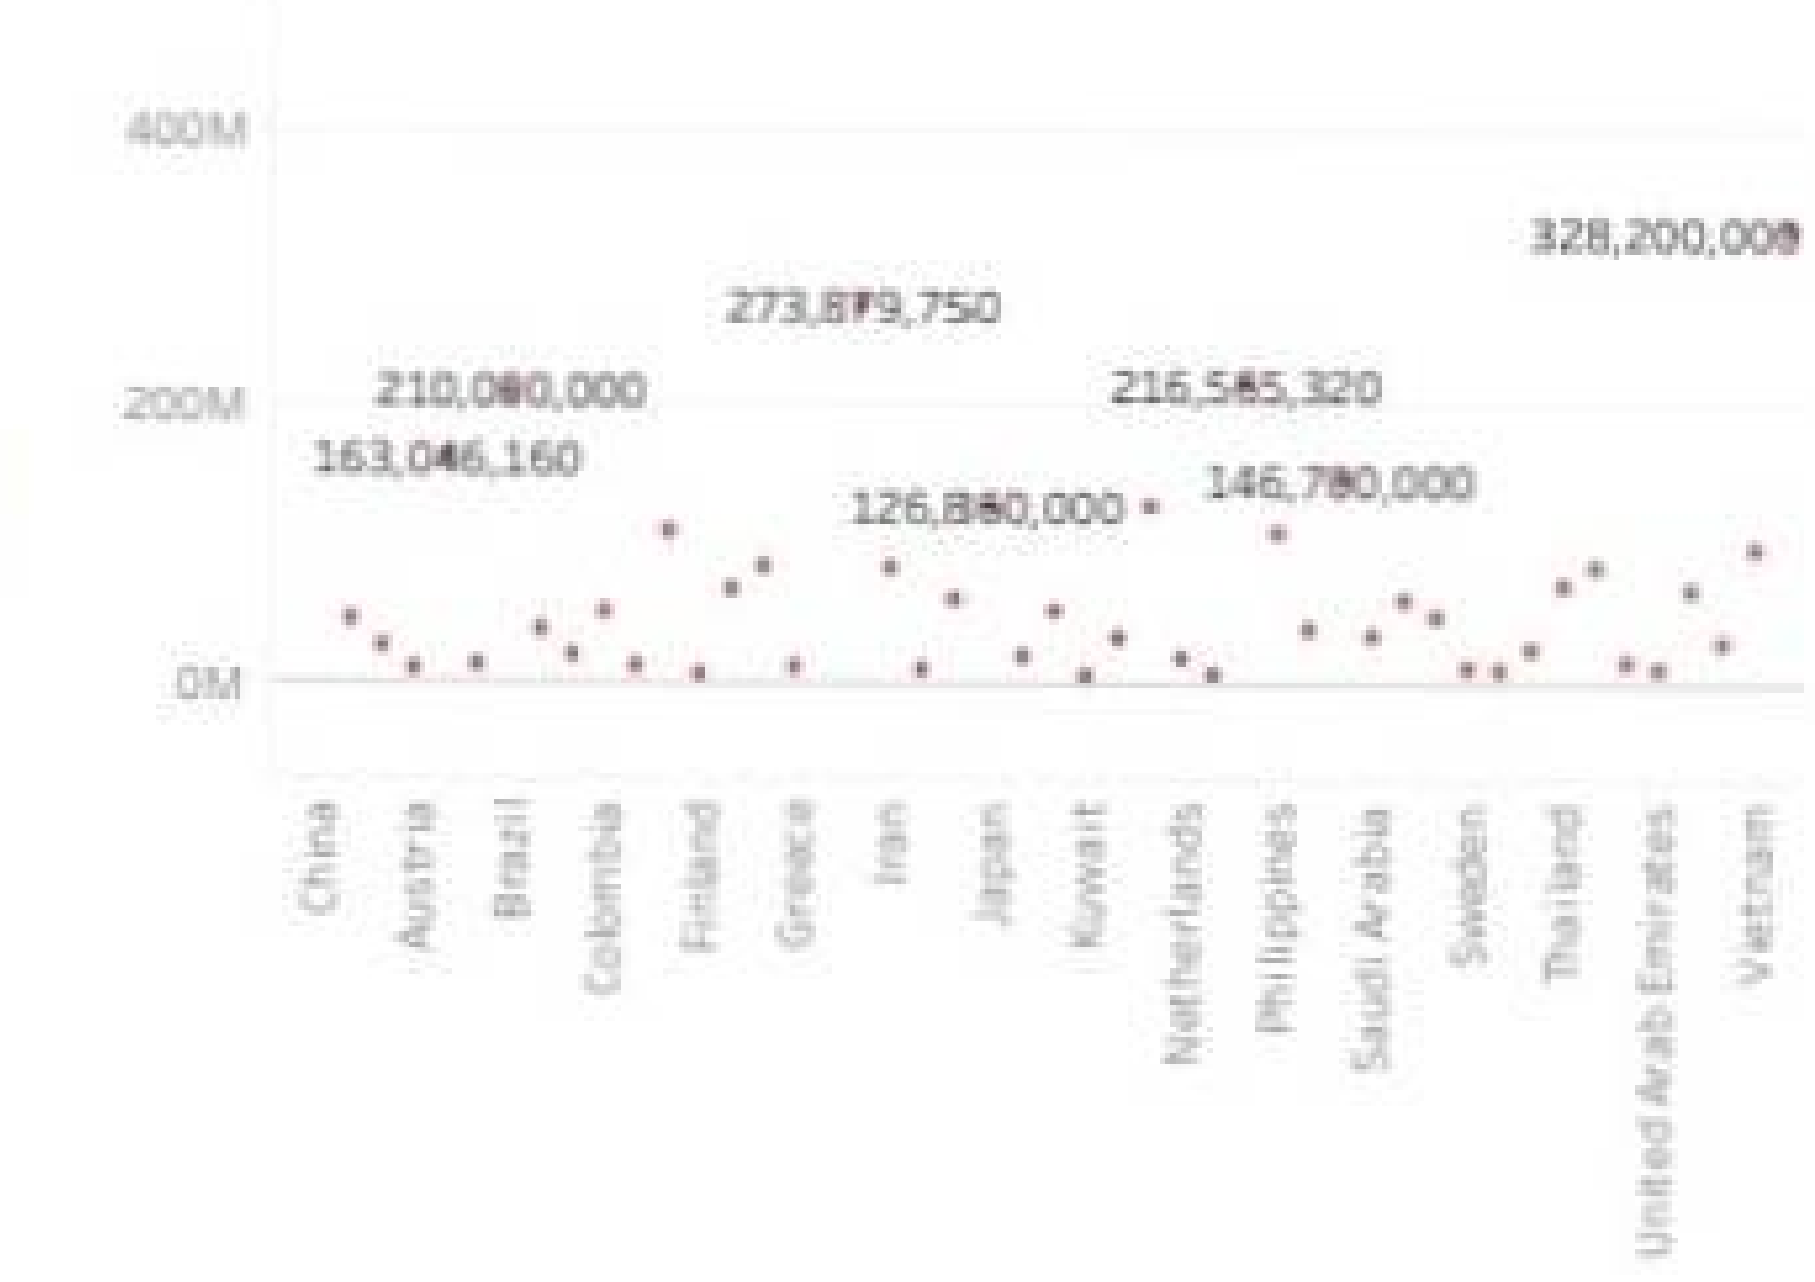 400M
328,200,000
273,879,750
210,080,000
216,565,320
200M
163,046,160
146,780,000
126,860,000
0M
China
Austria
Brazil
Colombia
Finland
Greece
Iran
Japan
Kuwait
Netherlands
Philippines
Saudi Arabia
Sweden
Thailand
United Arab Emirates
Vietnam